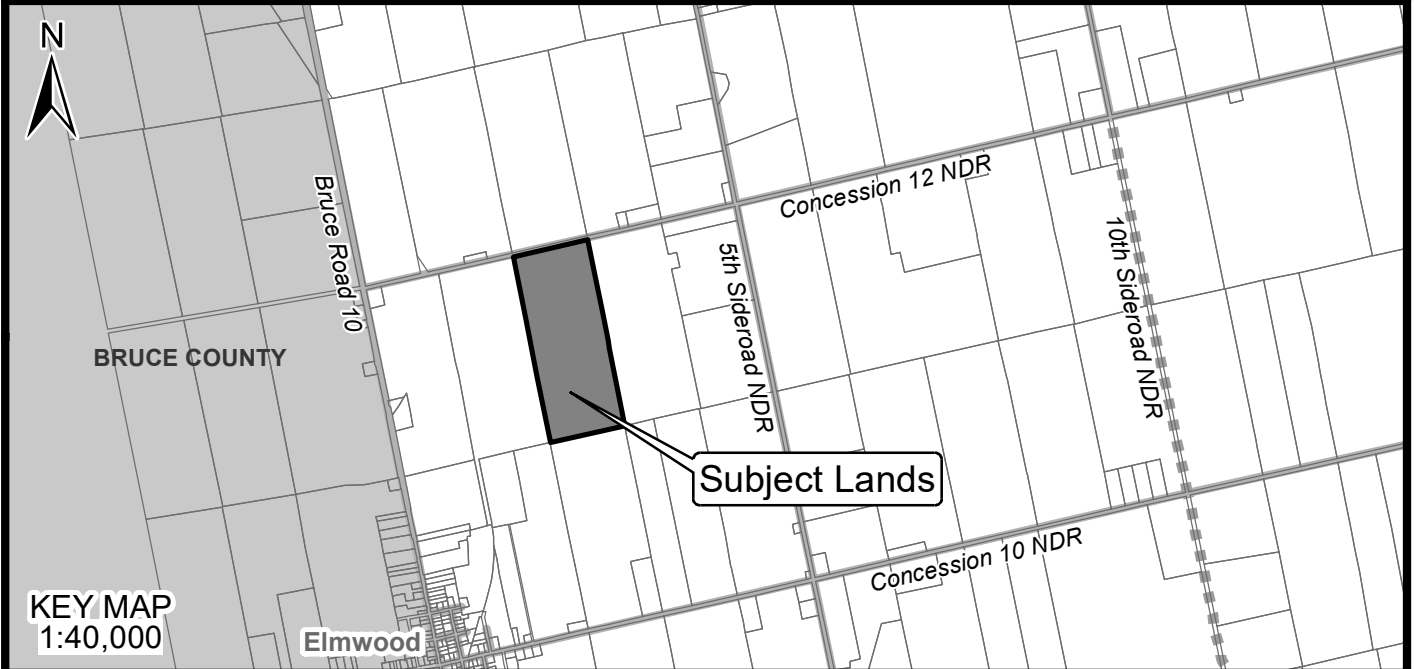 N
Concession 12 NDR
Bruce Road 10
5th Sideroad NDR
10th Sideroad NDR
BRUCE COUNTY
Subject Lands
Concession 10 NDR
KEY MAP
1:40,000
Elmwood